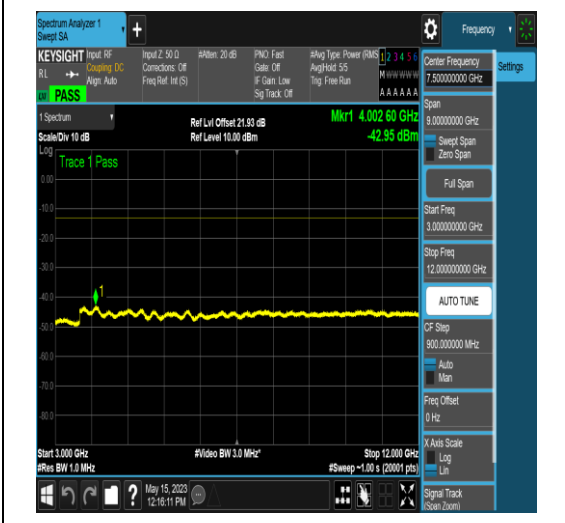 Spectrum Analyzer 1
Swept SA
+
Frequency
KEYSIGHT
RL
Input: RF
Coupling: DC
Align: Auto
Input Z: 50 Ω
Corrections: Off
Freq Ref: Int (S)
#Atten: 20 dB
PNO: Fast
Gate: Off
IF Gain: Low
Sig Track: Off
#Avg Type: Power (RMS
Avg|Hold: 5/5
Trig: Free Run
1 2 3 4 5 6
M W W W W W
A A A A A A
PASS
1 Spectrum
Scale/Div 10 dB
Ref Lvl Offset 21.93 dB
Ref Level 10.00 dBm
Mkr1 4.002 60 GHz
-42.95 dBm
Log
Trace 1 Pass
0.00
-10.0
-20.0
-30.0
-40.0
-50.0
-60.0
-70.0
-80.0
1
Start 3.000 GHz
#Res BW 1.0 MHz
#Video BW 3.0 MHz*
Stop 12.000 GHz
#Sweep ~1.00 s (20001 pts)
?
May 15, 2023
12:16:11 PM
Center Frequency
7.500000000 GHz
Settings
Span
9.00000000 GHz
Swept Span
Zero Span
Full Span
Start Freq
3.000000000 GHz
Stop Freq
12.000000000 GHz
AUTO TUNE
CF Step
900.000000 MHz
Auto
Man
Freq Offset
0 Hz
X Axis Scale
Log
Lin
Signal Track
(Span Zoom)